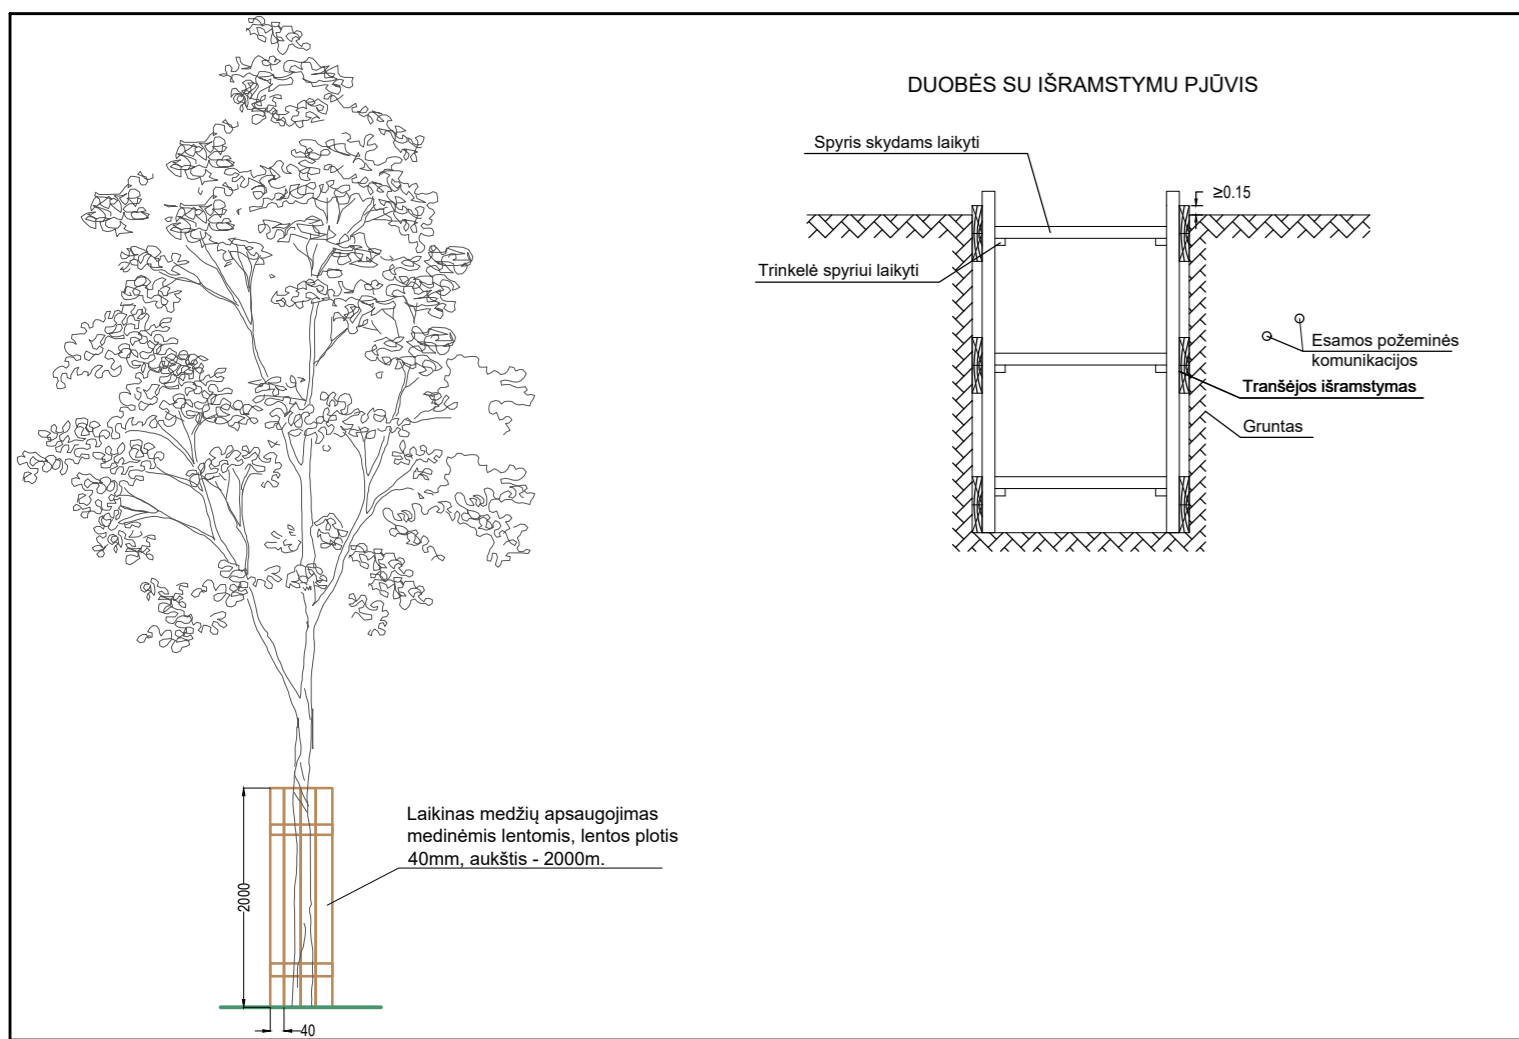 DUOBĖS SU IŠRAMSTYMU PJŪVIS
Spyris skydams laikyti
≥0.15
Trinkelė spyriui laikyti
Esamos požeminės
komunikacijos
Tranšėjos išramstymas
Gruntas
Laikinas medžių apsaugojimas
medinėmis lentomis, lentos plotis
40mm, aukštis - 2000m.
2000
40